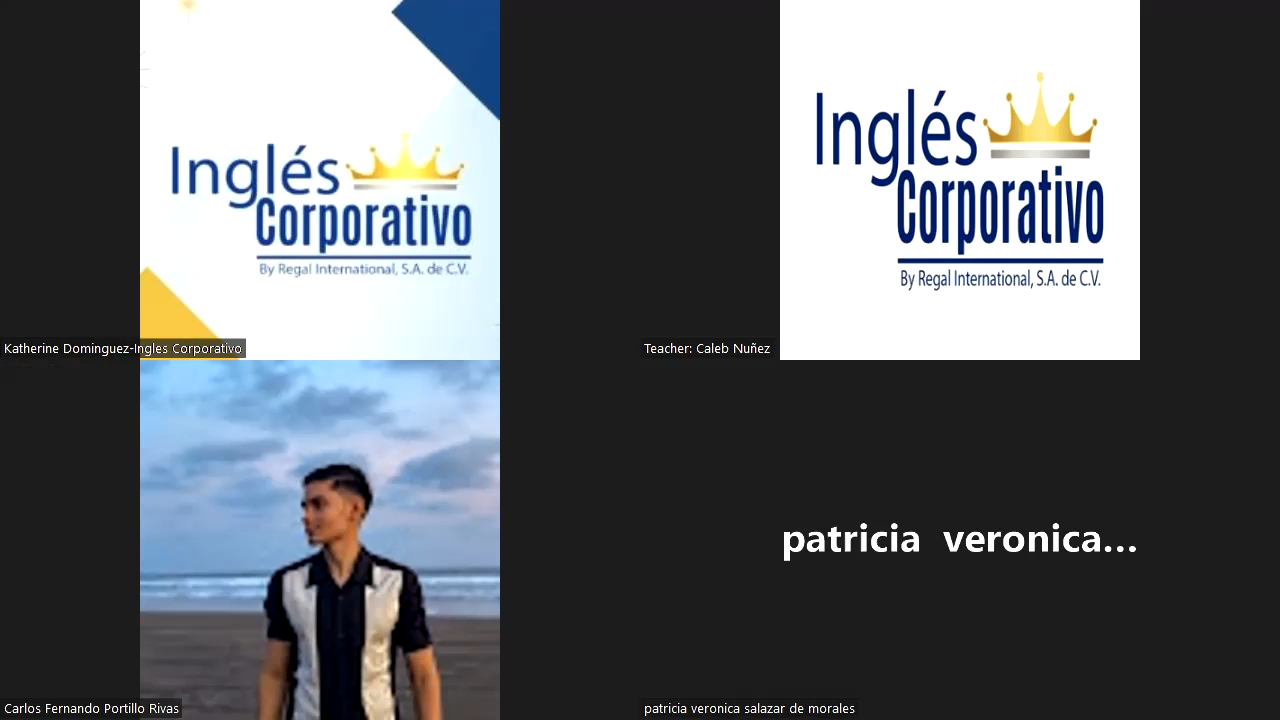 Inglés
Corporativo
By Regal International, S.A. de C.V.
Katherine Dominguez-Ingles Corporativo
Inglés
Corporativo
By Regal International, S.A. de C.V.
Teacher: Caleb Nuñez
Carlos Fernando Portillo Rivas
patricia veronica...
patricia veronica salazar de morales